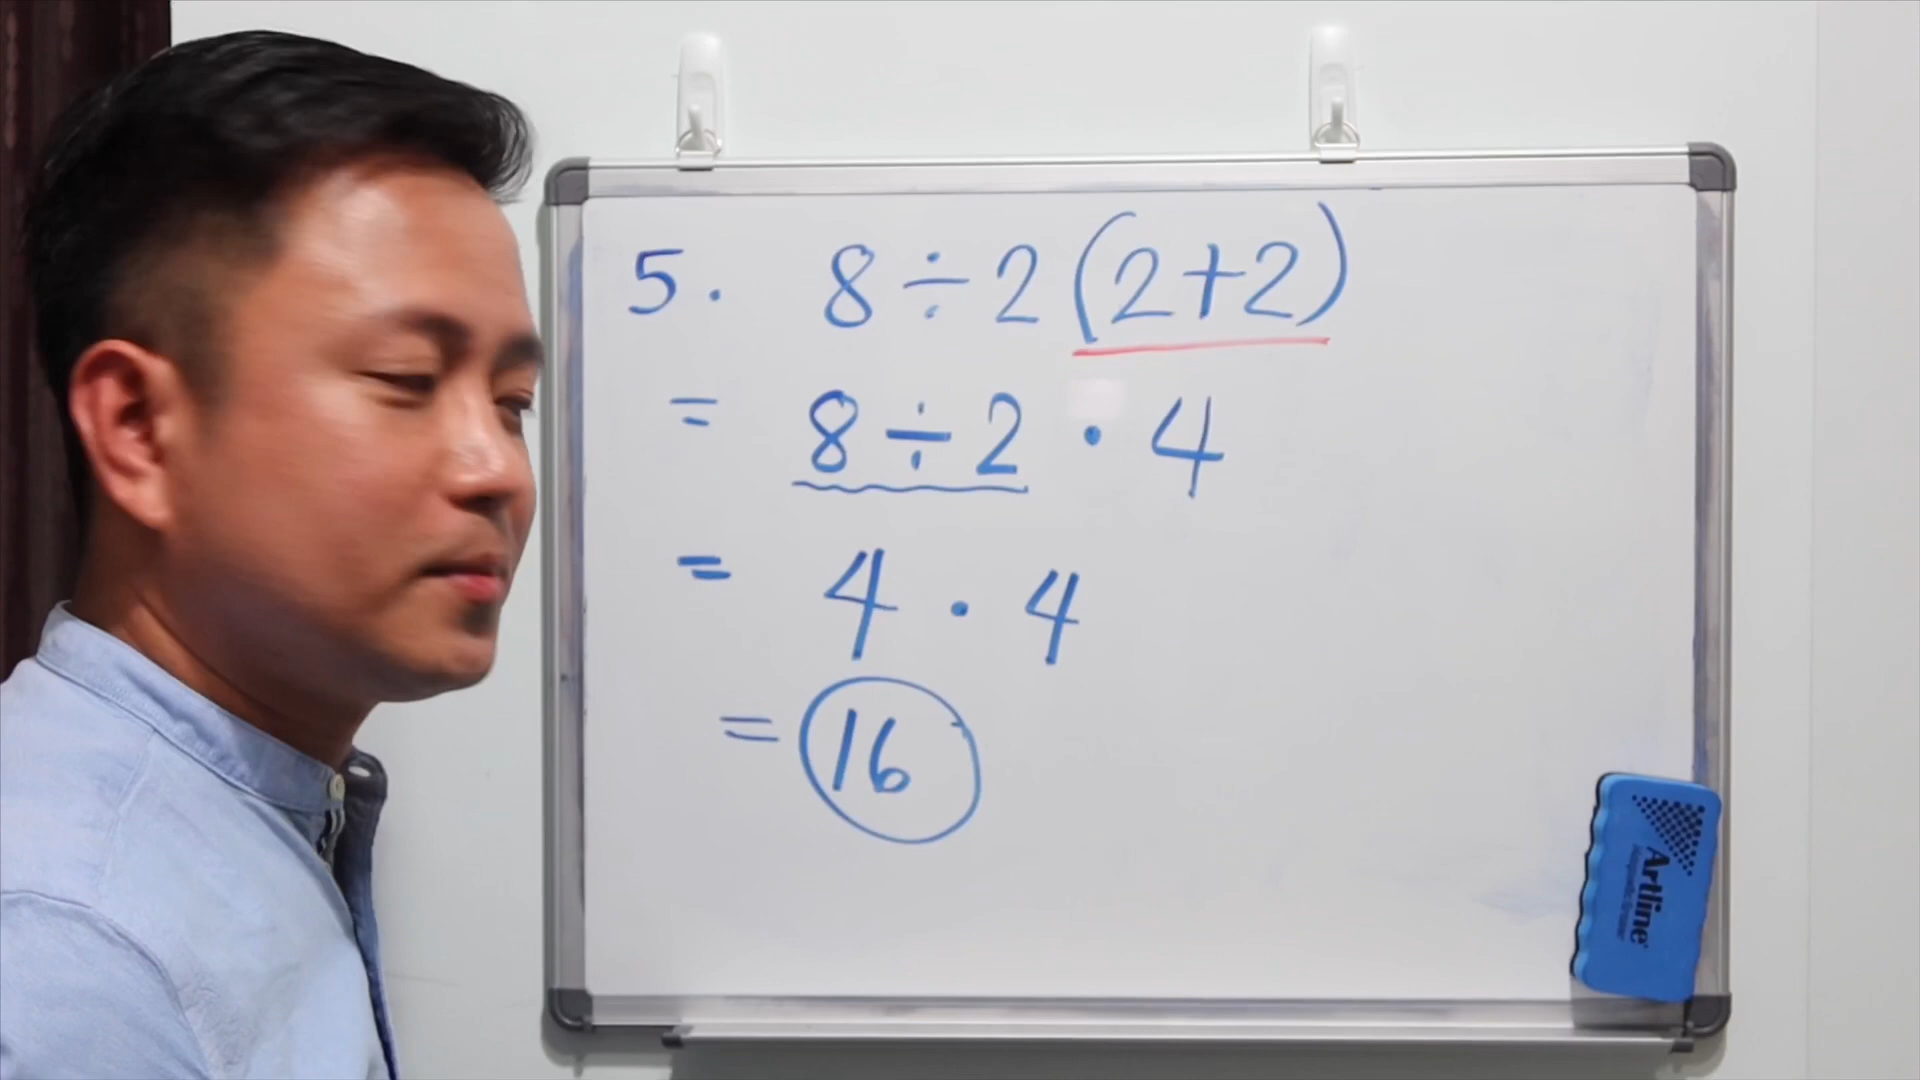 5. 8÷2(2+2)
= 8÷2 · 4
= 4 · 4
= 16
Artline